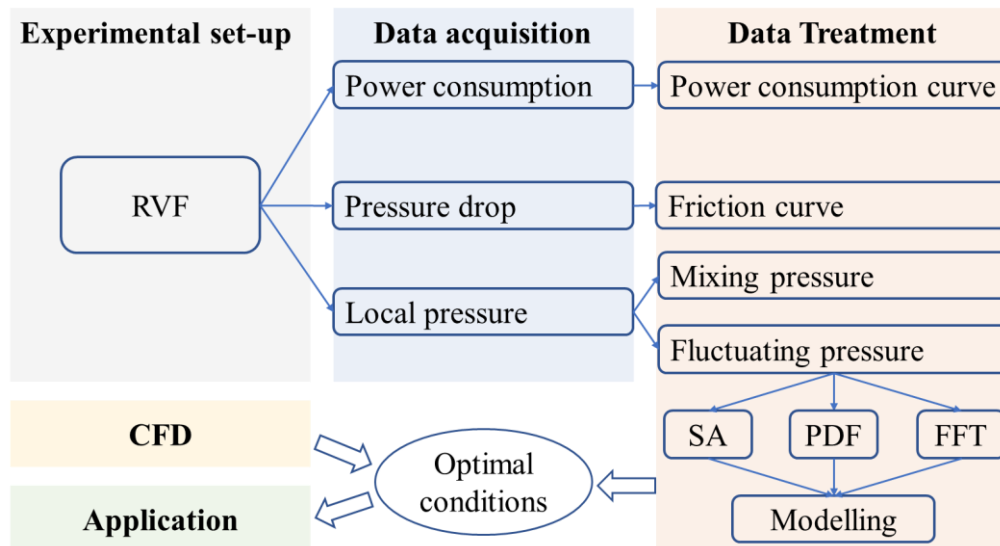 Experimental set-up
Data acquisition
Data Treatment
Power consumption
Power consumption curve
RVF
Pressure drop
Friction curve
Mixing pressure
Local pressure
Fluctuating pressure
SA
PDF
FFT
CFD
Optimal
conditions
Application
Modelling